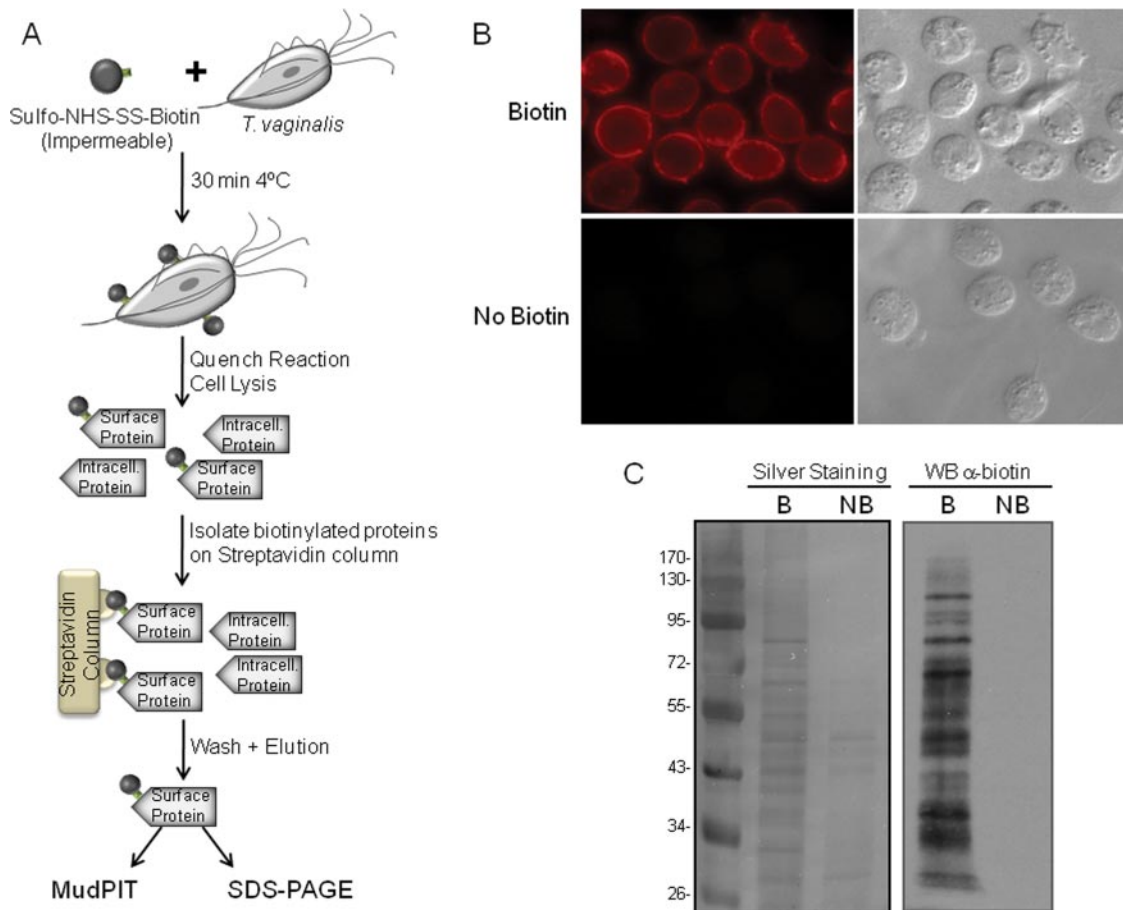 A
Sulfo-NHS-SS-Biotin
(Impermeable)
+
T. vaginalis
30 min 4ºC
Quench Reaction
Cell Lysis
Surface
Protein
Intracell.
Protein
Intracell.
Protein
Surface
Protein
Isolate biotinylated proteins
on Streptavidin column
Streptavidin
Column
Surface
Protein
Intracell.
Protein
Intracell.
Protein
Surface
Protein
Wash + Elution
Surface
Protein
MudPIT
SDS-PAGE
B
Biotin
No Biotin
C
Silver Staining
WB α-biotin
B NB B NB
170-
130-
95-
72-
55-
43-
34-
26-